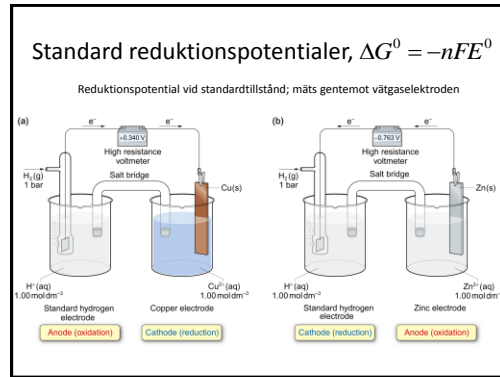 Standard reduktionspotentialer, ΔG⁰ = −nFE⁰
Reduktionspotential vid standardtillstånd; mäts gentemot vätgaselektroden
(a)
e⁻
e⁻
+0.340 V
High resistance
voltmeter
H₂(g)
1 bar
Salt bridge
Cu(s)
H⁺(aq)
1.00 mol dm⁻³
Cu²⁺(aq)
1.00 mol dm⁻³
Standard hydrogen
electrode
Copper electrode
Anode (oxidation)
Cathode (reduction)
(b)
e⁻
e⁻
−0.763 V
High resistance
voltmeter
H₂(g)
1 bar
Salt bridge
Zn(s)
H⁺(aq)
1.00 mol dm⁻³
Zn²⁺(aq)
1.00 mol dm⁻³
Standard hydrogen
electrode
Zinc electrode
Cathode (reduction)
Anode (oxidation)